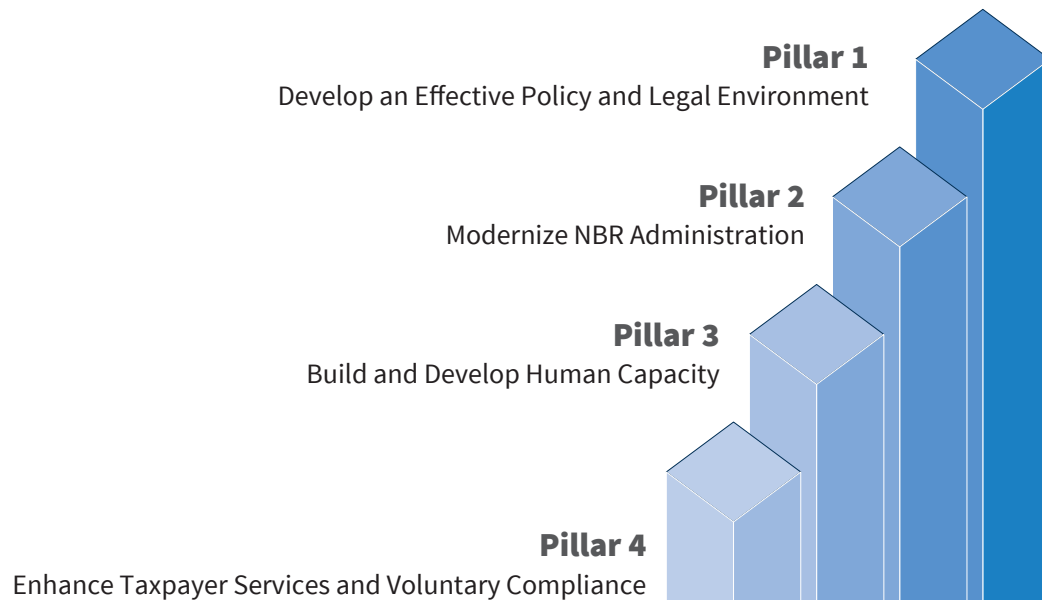 Pillar 1
Develop an Effective Policy and Legal Environment
Pillar 2
Modernize NBR Administration
Pillar 3
Build and Develop Human Capacity
Pillar 4
Enhance Taxpayer Services and Voluntary Compliance